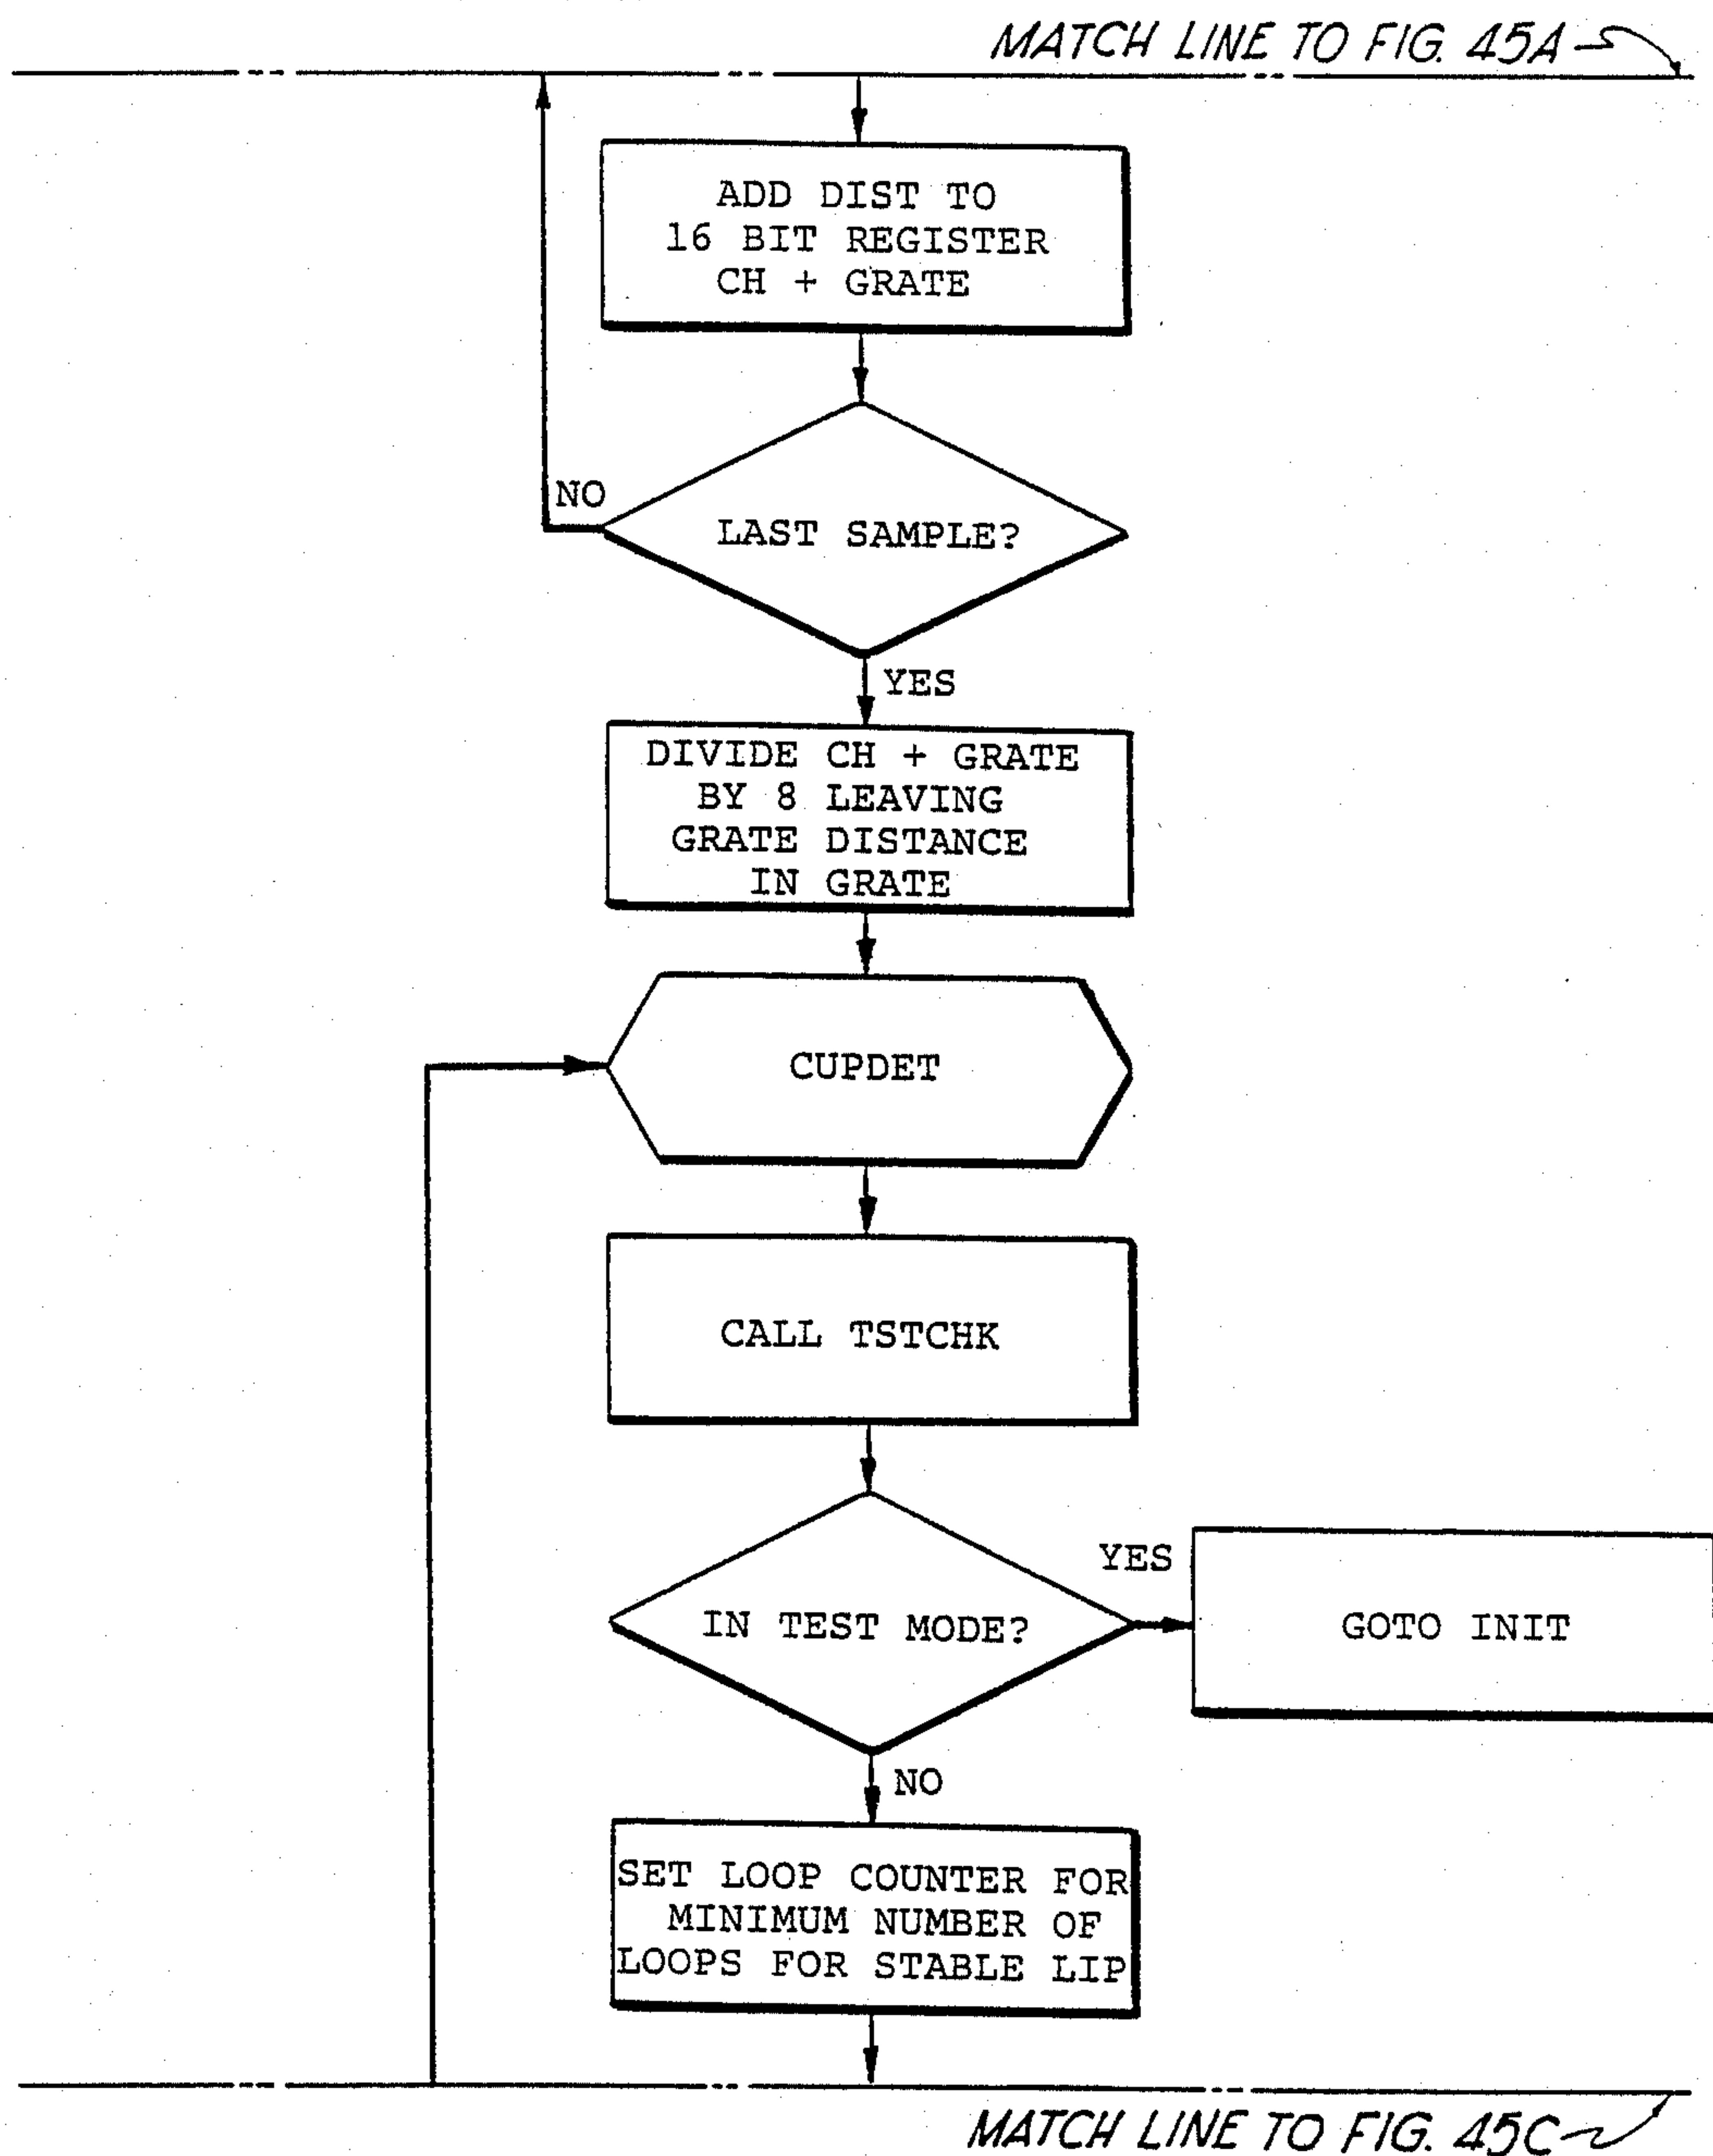 MATCH LINE TO FIG. 45A
ADD DIST TO
16 BIT REGISTER
CH + GRATE
NO
LAST SAMPLE?
YES
DIVIDE CH + GRATE
BY 8 LEAVING
GRATE DISTANCE
IN GRATE
CUPDET
CALL TSTCHK
YES
IN TEST MODE?
GOTO INIT
NO
SET LOOP COUNTER FOR
MINIMUM NUMBER OF
LOOPS FOR STABLE LIP
MATCH LINE TO FIG. 45C